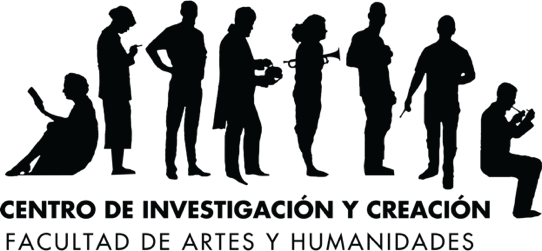 CENTRO DE INVESTIGACIÓN Y CREACIÓN
FACULTAD DE ARTES Y HUMANIDADES